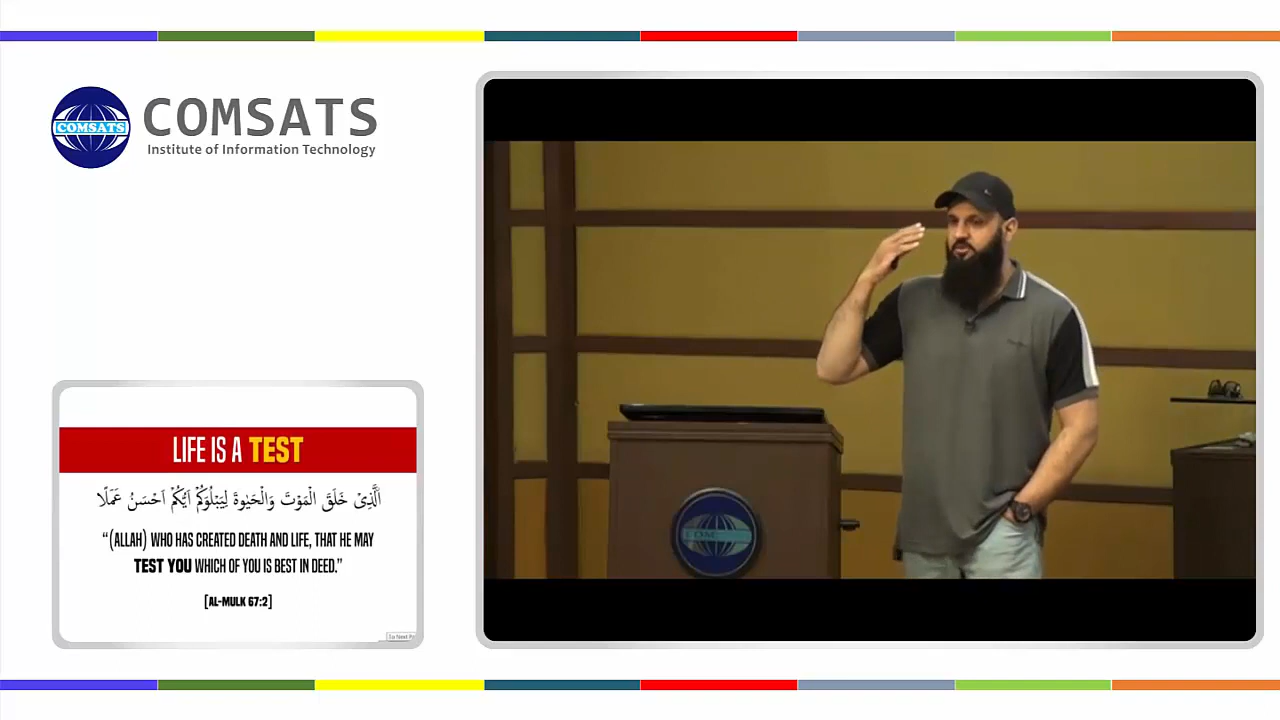 COMSATS
COMSATS
Institute of Information Technology
LIFE IS A TEST
الَّذِىْ خَلَقَ الْمَوْتَ وَالْحَيٰوةَ لِيَبْلُوَكُمْ اَيُّكُمْ اَحْسَنُ عَمَلًا
“(ALLAH) WHO HAS CREATED DEATH AND LIFE, THAT HE MAY
TEST YOU WHICH OF YOU IS BEST IN DEED.”
[AL-MULK 67:2]